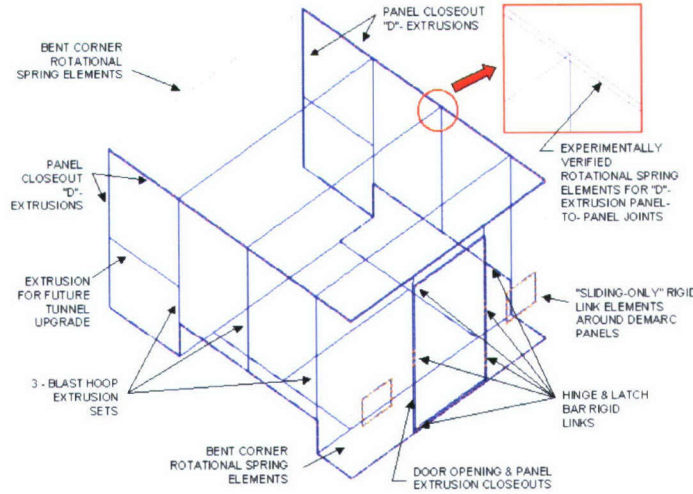 PANEL CLOSEOUT
"D"- EXTRUSIONS
BENT CORNER
ROTATIONAL
SPRING ELEMENTS
EXPERIMENTALLY
VERIFIED
ROTATIONAL SPRING
ELEMENTS FOR "D"-
EXTRUSION PANEL-
TO- PANEL JOINTS
PANEL
CLOSEOUT
"D"-
EXTRUSIONS
EXTRUSION
FOR FUTURE
TUNNEL
UPGRADE
"SLIDING-ONLY" RIGID
LINK ELEMENTS
AROUND DEMARC
PANELS
3 - BLAST HOOP
EXTRUSION
SETS
HINGE & LATCH
BAR RIGID
LINKS
BENT CORNER
ROTATIONAL SPRING
ELEMENTS
DOOR OPENING & PANEL
EXTRUSION CLOSEOUTS